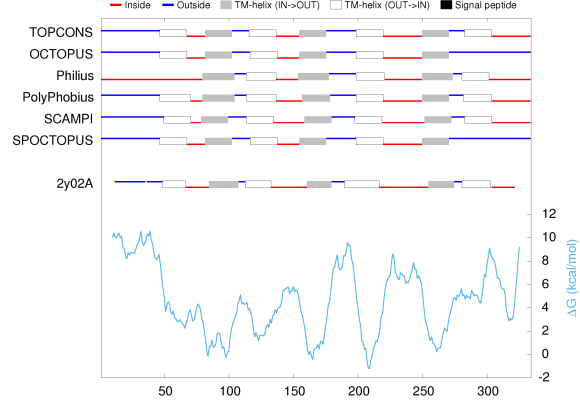 Inside Outside TM-helix (IN->OUT) TM-helix (OUT->IN) Signal peptide
TOPCONS
OCTOPUS
Philius
PolyPhobius
SCAMPI
SPOCTOPUS
2y02A
12
10
8
6
4
2
0
-2
ΔG (kcal/mol)
50 100 150 200 250 300